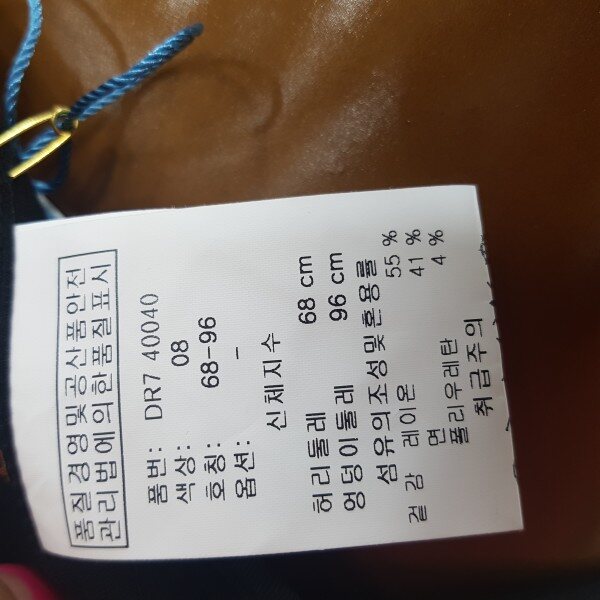 품질경영및공산품안전
관리법에의한품질표시
품번: DR7 40040
색상: 08
호칭: 68-96
옵션: -
신체지수
허리둘레 68 cm
엉덩이둘레 96 cm
섬유의조성및혼용률
겉감 레이온 55 %
면 41 %
폴리우레탄 4 %
취급주의